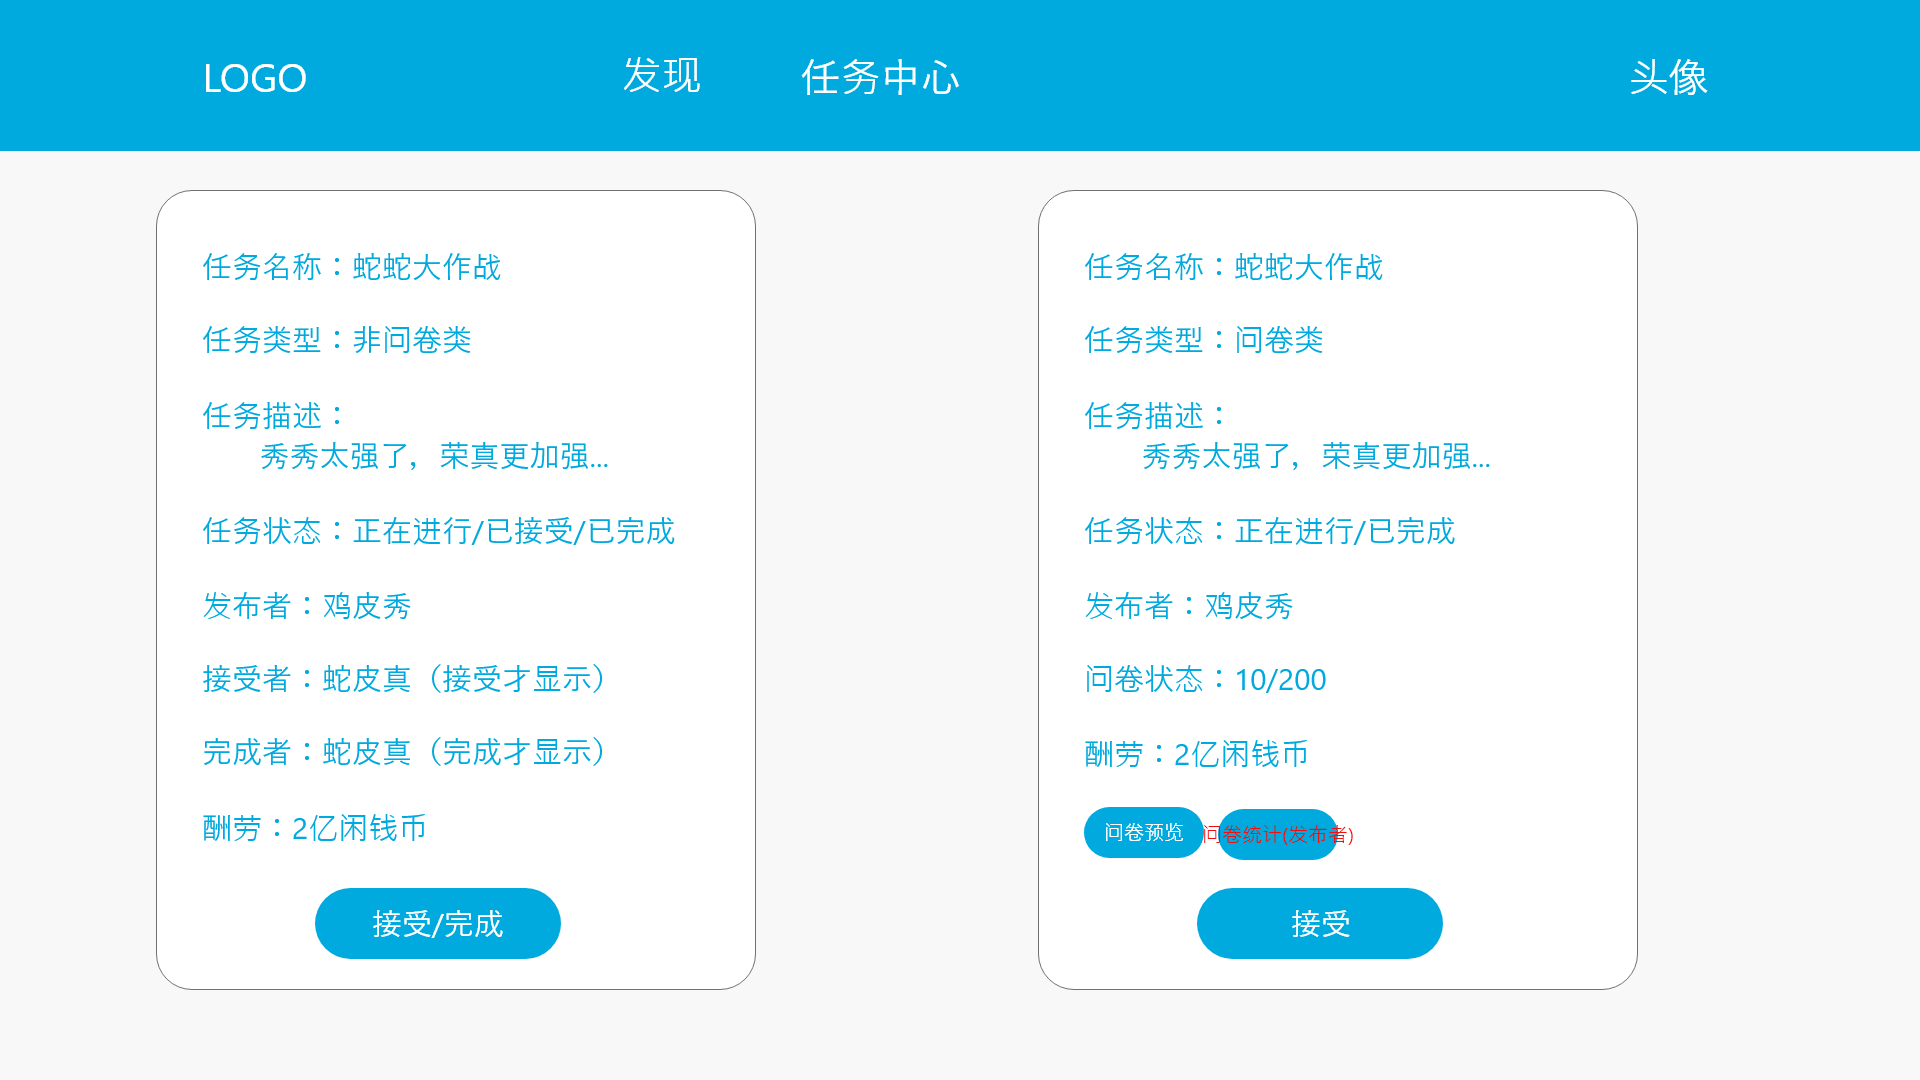 LOGO
发现
任务中心
头像
任务名称：蛇蛇大作战
任务类型：非问卷类
任务描述：
秀秀太强了，荣真更加强...
任务状态：正在进行/已接受/已完成
发布者：鸡皮秀
接受者：蛇皮真（接受才显示）
完成者：蛇皮真（完成才显示）
酬劳：2亿闲钱币
接受/完成
任务名称：蛇蛇大作战
任务类型：问卷类
任务描述：
秀秀太强了，荣真更加强...
任务状态：正在进行/已完成
发布者：鸡皮秀
问卷状态：10/200
酬劳：2亿闲钱币
问卷预览
问卷统计(发布者)
接受